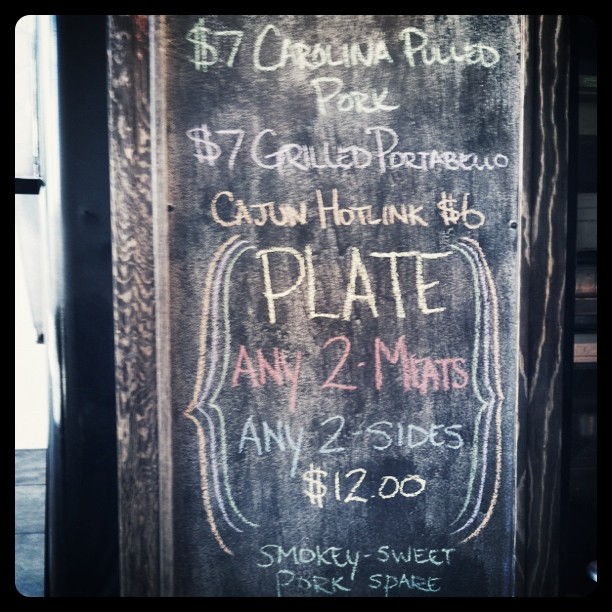 $7 CAROLINA PULLED
PORK
$7 GRILLED PORTABELLO
CAJUN HOTLINK $6
PLATE
ANY 2-MEATS
ANY 2-SIDES
$12.00
SMOKEY-SWEET
PORK SPARE